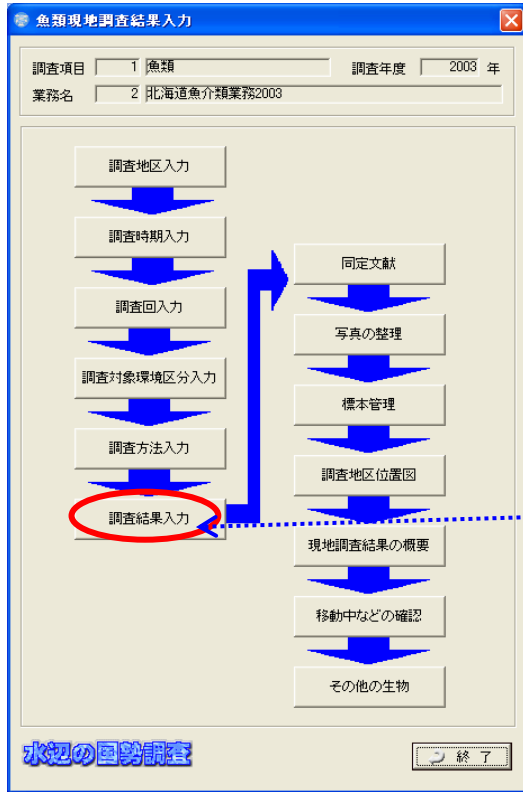 魚類現地調査結果入力
調査項目 1 魚類 調査年度 2003 年
業務名 2 北海道魚介類業務2003
調査地区入力
調査時期入力
調査回入力
調査対象環境区分入力
調査方法入力
調査結果入力
同定文献
写真の整理
標本管理
調査地区位置図
現地調査結果の概要
移動中などの確認
その他の生物
水辺の国勢調査
終 了